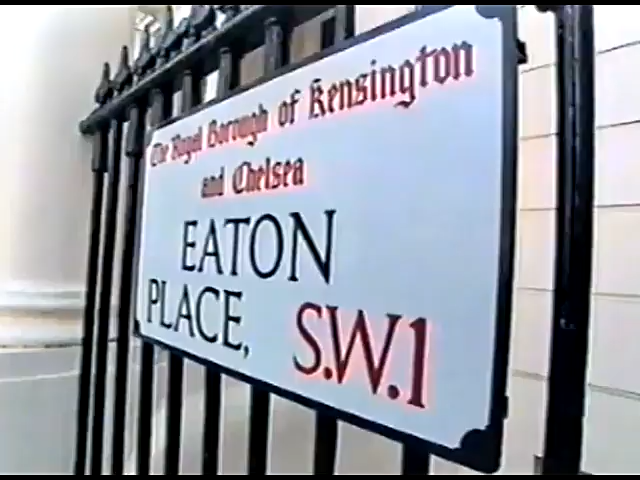 The Royal Borough of Kensington
and Chelsea
EATON
PLACE, S.W.1